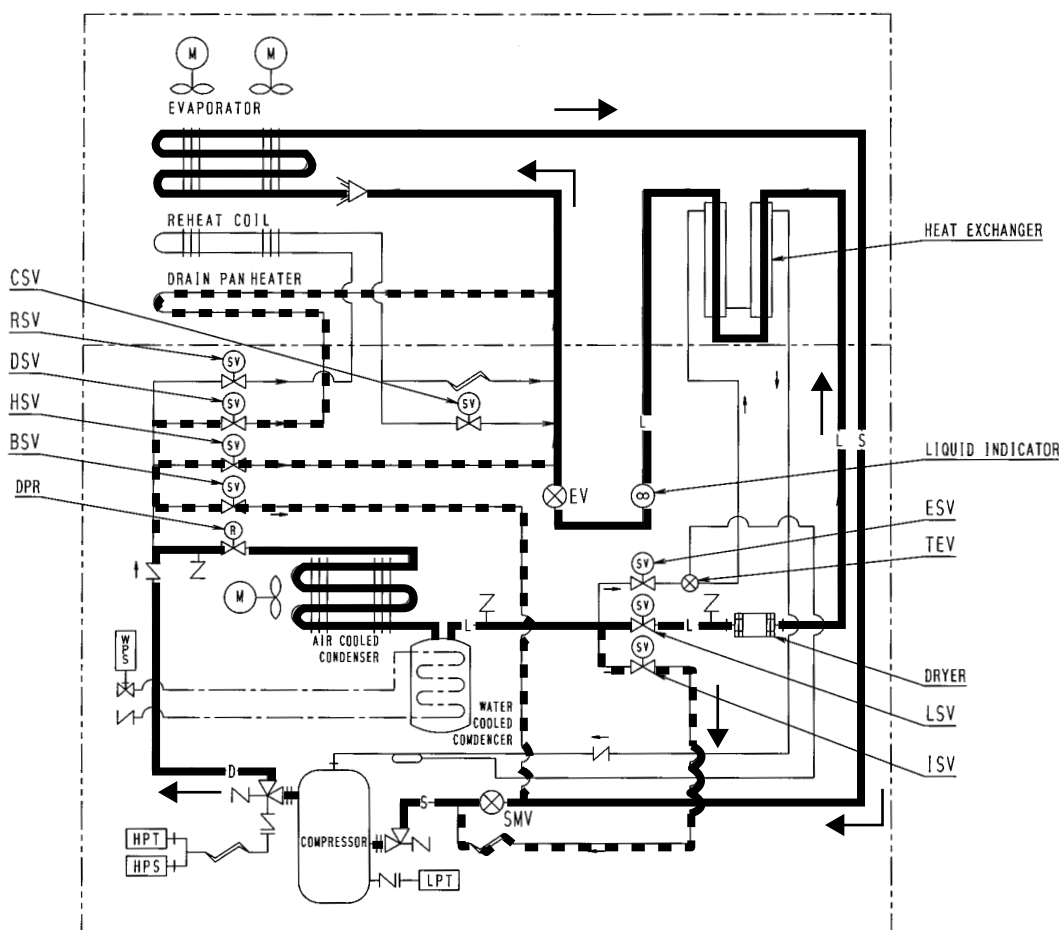 M M
EVAPORATOR
REHEAT COIL
HEAT EXCHANGER
CSV
DRAIN PAN HEATER
RSV
SV
DSV
SV
SV
HSV
L
L S
SV
BSV
LIQUID INDICATOR
SV
DPR
EV
∞
ESV
R
TEV
SV
M
SV
AIR COOLED
CONDENSER
L
L
WPS
SV
DRYER
WATER
COOLED
COMDENCER
LSV
ISV
D
S
SMV
HPT
COMPRESSOR
HPS
LPT